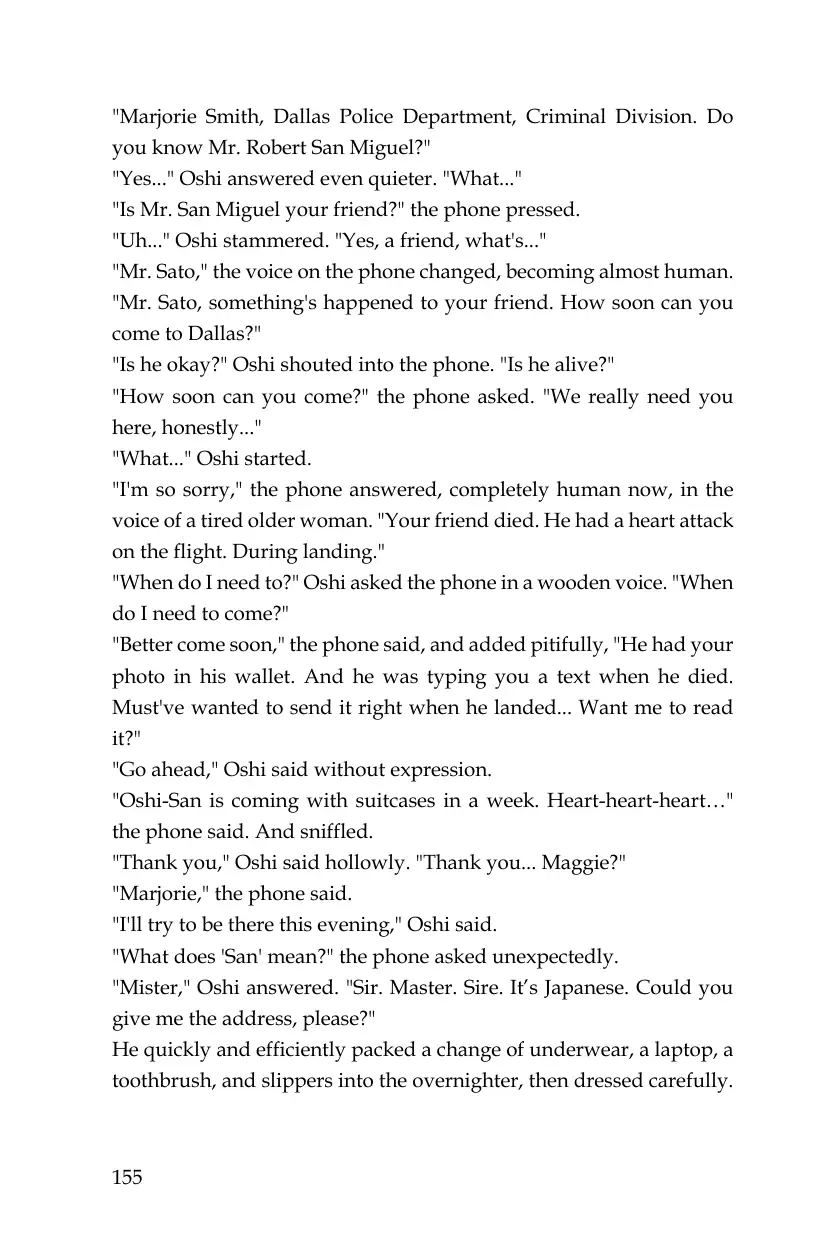 "Marjorie Smith, Dallas Police Department, Criminal Division. Do
you know Mr. Robert San Miguel?"
"Yes..." Oshi answered even quieter. "What..."
"Is Mr. San Miguel your friend?" the phone pressed.
"Uh..." Oshi stammered. "Yes, a friend, what's..."
"Mr. Sato," the voice on the phone changed, becoming almost human.
"Mr. Sato, something's happened to your friend. How soon can you
come to Dallas?"
"Is he okay?" Oshi shouted into the phone. "Is he alive?"
"How soon can you come?" the phone asked. "We really need you
here, honestly..."
"What..." Oshi started.
"I'm so sorry," the phone answered, completely human now, in the
voice of a tired older woman. "Your friend died. He had a heart attack
on the flight. During landing."
"When do I need to?" Oshi asked the phone in a wooden voice. "When
do I need to come?"
"Better come soon," the phone said, and added pitifully, "He had your
photo in his wallet. And he was typing you a text when he died.
Must've wanted to send it right when he landed... Want me to read
it?"
"Go ahead," Oshi said without expression.
"Oshi-San is coming with suitcases in a week. Heart-heart-heart…"
the phone said. And sniffled.
"Thank you," Oshi said hollowly. "Thank you... Maggie?"
"Marjorie," the phone said.
"I'll try to be there this evening," Oshi said.
"What does 'San' mean?" the phone asked unexpectedly.
"Mister," Oshi answered. "Sir. Master. Sire. It’s Japanese. Could you
give me the address, please?"
He quickly and efficiently packed a change of underwear, a laptop, a
toothbrush, and slippers into the overnighter, then dressed carefully.
155